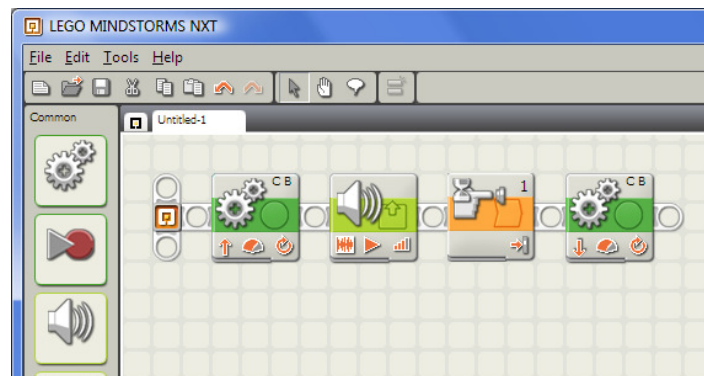 LEGO MINDSTORMS NXT
File Edit Tools Help
Common
Untitled-1
C B
1
C B